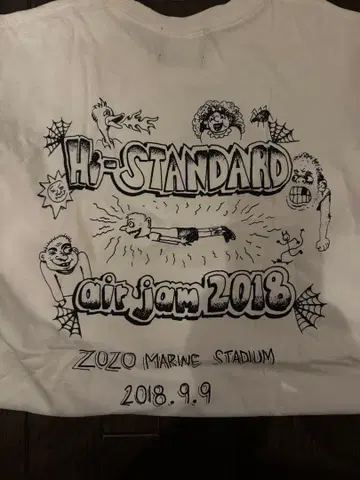 Hi-STANDARD
air jam 2018
ZOZO MARINE STADIUM
2018.9.9